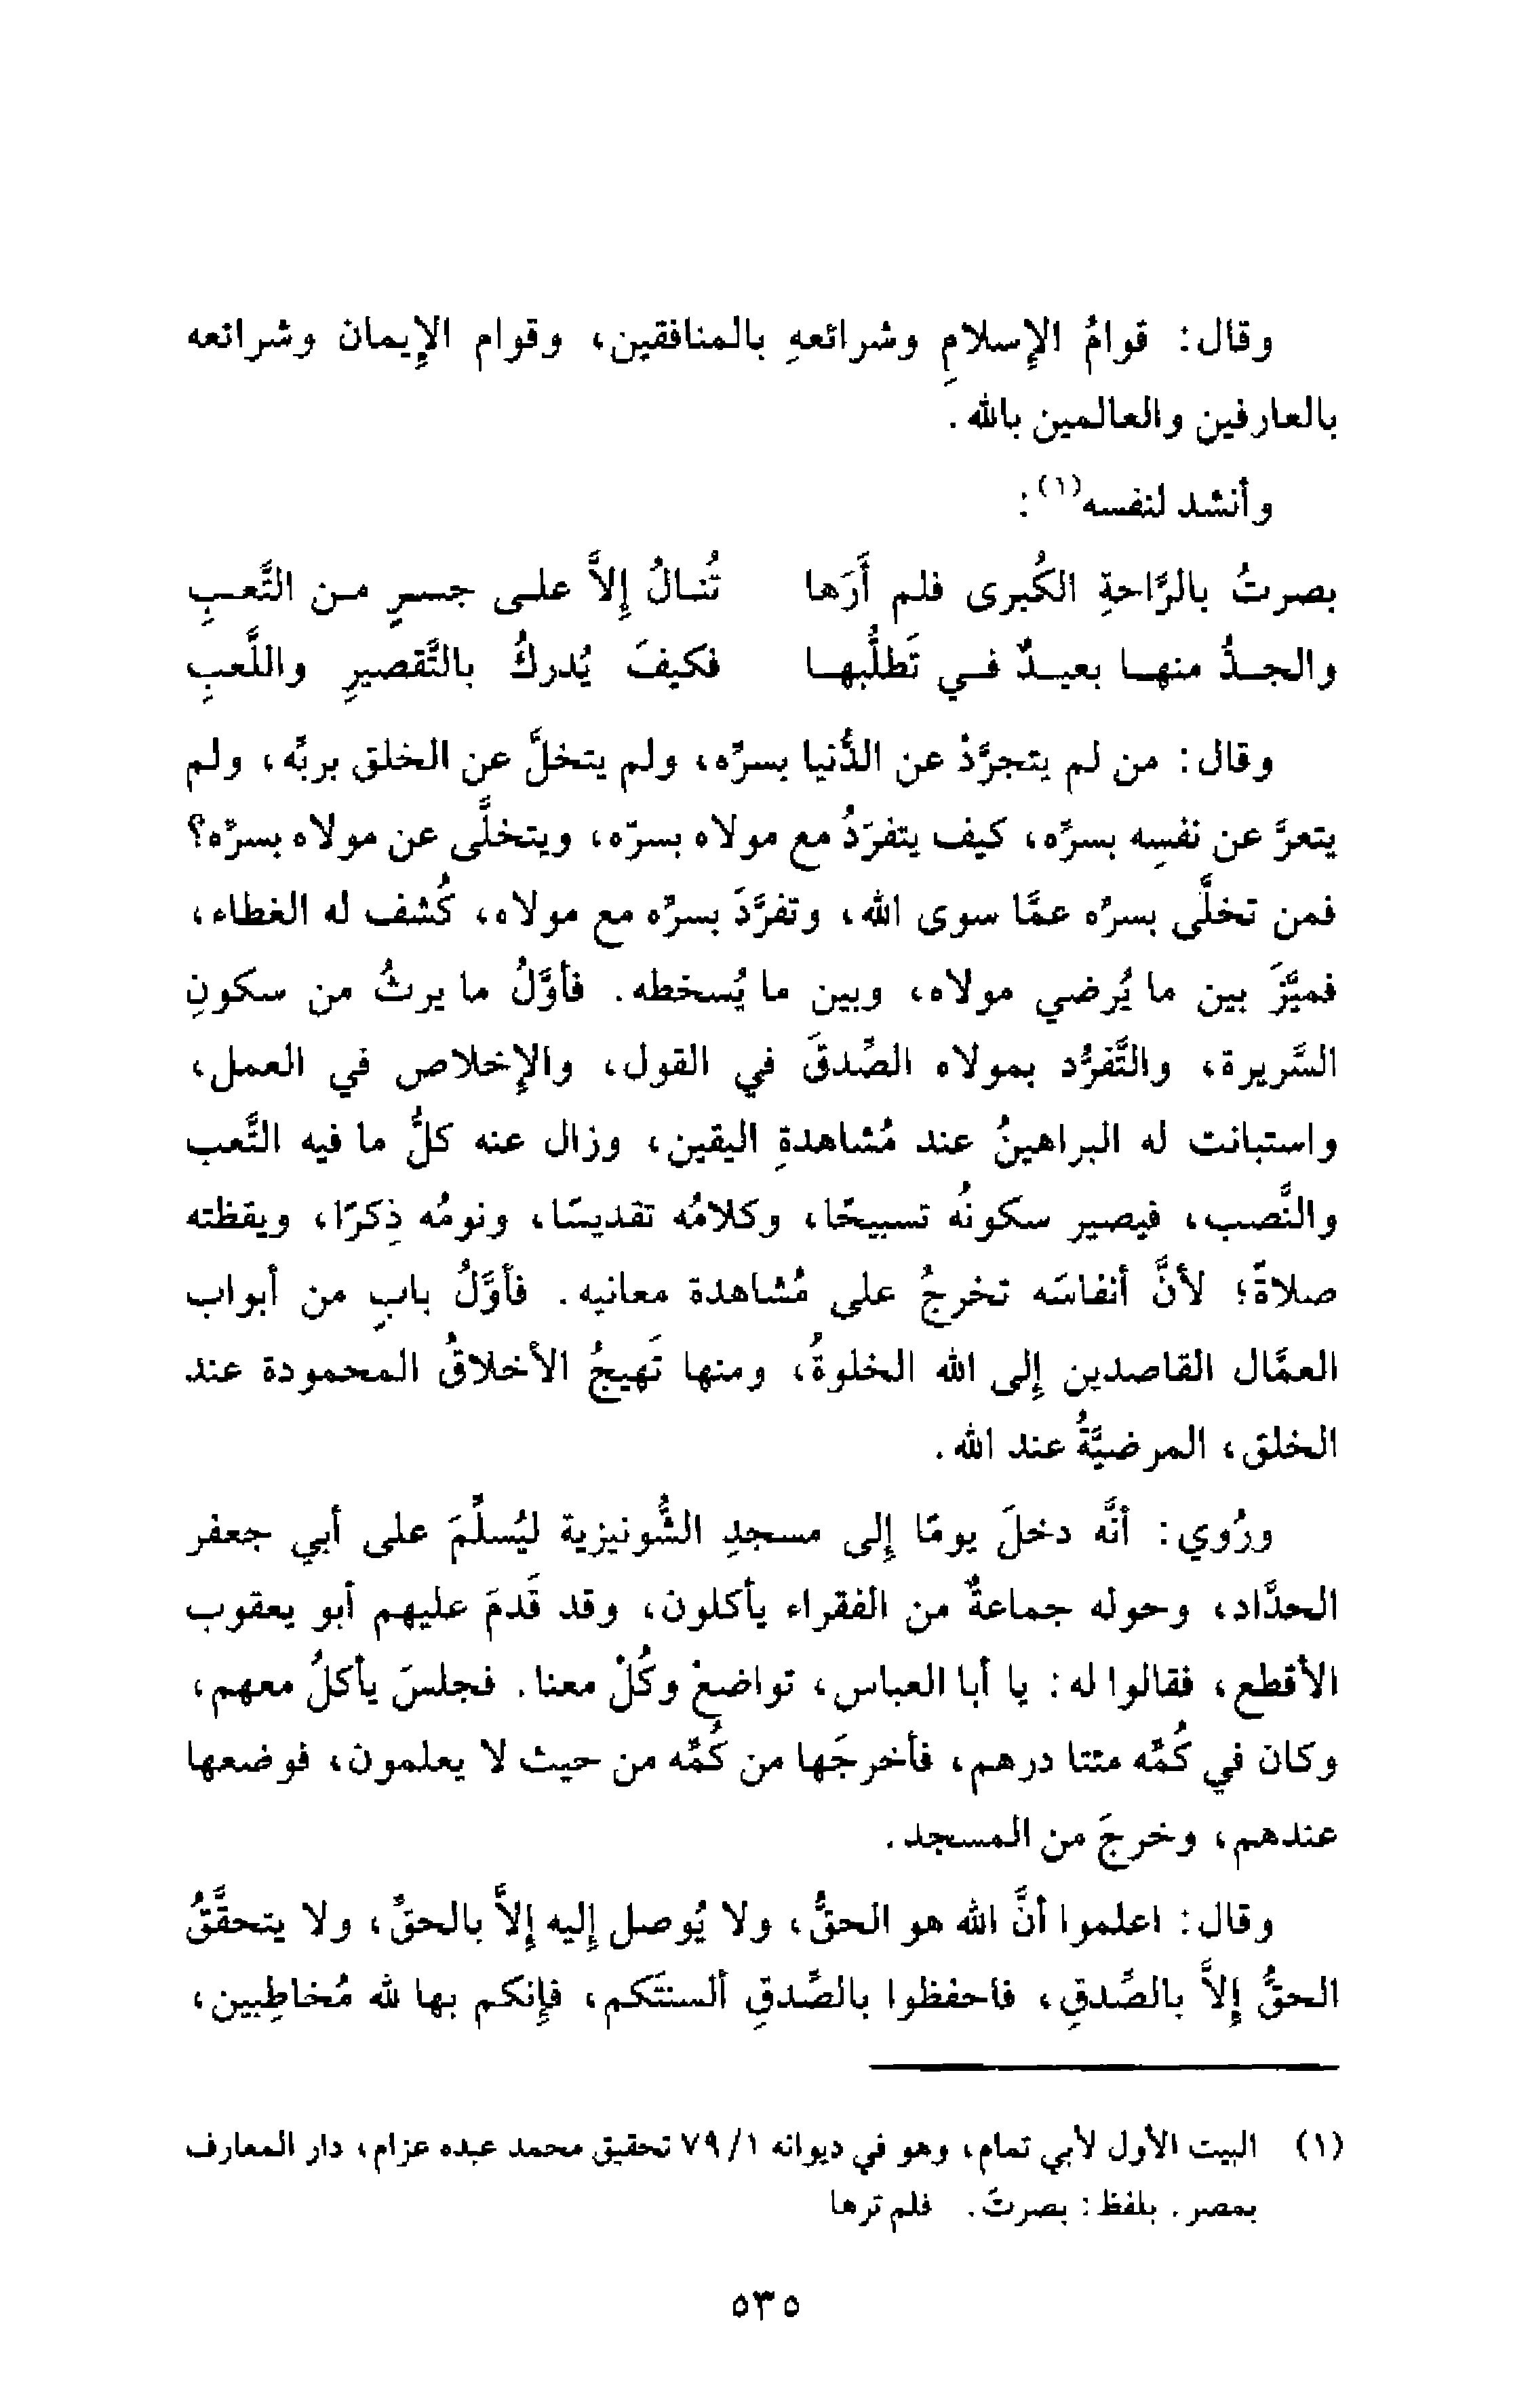 وقال: قوامُ الإسلامِ وشرائعهِ بالمنافقين، وقوام الإيمان وشرائعه
بالعارفين والعالمين بالله.
وأنشد لنفسه(١):
بصرتُ بالرَّاحةِ الكُبرى فلم أَرَها تُنالُ إلاَّ على جسرٍ من التَّعبِ
والجدُّ منها بعيدٌ في تَطلُّبها فكيفَ يُدركُ بالتَّقصيرِ واللَّعبِ
وقال: من لم يتجرَّدْ عن الدُّنيا بسرِّه، ولم يتخلَّ عن الخلق بربِّه، ولم
يتعرَّ عن نفسِه بسرِّه، كيف يتفرَدُ مع مولاه بسرّه، ويتخلَّى عن مولاه بسرِّه؟
فمن تخلَّى بسرِّه عمَّا سوى الله، وتفرَّدَ بسرِّه مع مولاه، كُشف له الغطاء،
فميَّزَ بين ما يُرضي مولاه، وبين ما يُسخطه. فأوَّلُ ما يرثُ من سكونِ
السَّريرة، والتَّفرُّد بمولاه الصِّدقَ في القول، والإخلاص في العمل،
واستبانت له البراهينُ عند مُشاهدةِ اليقين، وزال عنه كلُّ ما فيه التَّعب
والنَّصب، فيصير سكونُه تسبيحًا، وكلامُه تقديسًا، ونومُه ذِكرًا، ويقظته
صلاةً؛ لأنَّ أنفاسَه تخرجُ على مُشاهدة معانيه. فأوَّلُ بابٍ من أبواب
العمَّال القاصدين إلى الله الخلوةُ، ومنها تَهيجُ الأخلاقُ المحمودة عند
الخلق، المرضيَّةُ عند الله.
ورُوي: أنَّه دخلَ يومًا إلى مسجدِ الشُّونيزية ليُسلِّمَ على أبي جعفر
الحدَّاد، وحوله جماعةٌ من الفقراء يأكلون، وقد قَدمَ عليهم أبو يعقوب
الأقطع، فقالوا له: يا أبا العباس، تواضعْ وكُلْ معنا. فجلسَ يأكلُ معهم،
وكان في كُمِّه مئتا درهم، فأخرجَها من كُمِّه من حيث لا يعلمون، فوضعها
عندهم، وخرجَ من المسجد.
وقال: اعلموا أنَّ الله هو الحقُّ، ولا يُوصل إليه إلاَّ بالحقِّ، ولا يتحقَّقُ
الحقُّ إلاَّ بالصِّدقِ، فاحفظوا بالصِّدقِ ألسنتَكم، فإنكم بها لله مُخاطِبين،
(١) البيت الأول لأبي تمام، وهو في ديوانه ١/ ٧٩ تحقيق محمد عبده عزام، دار المعارف
بمصر. بلفظ: بصرتَ. فلم ترها
٥٣٥